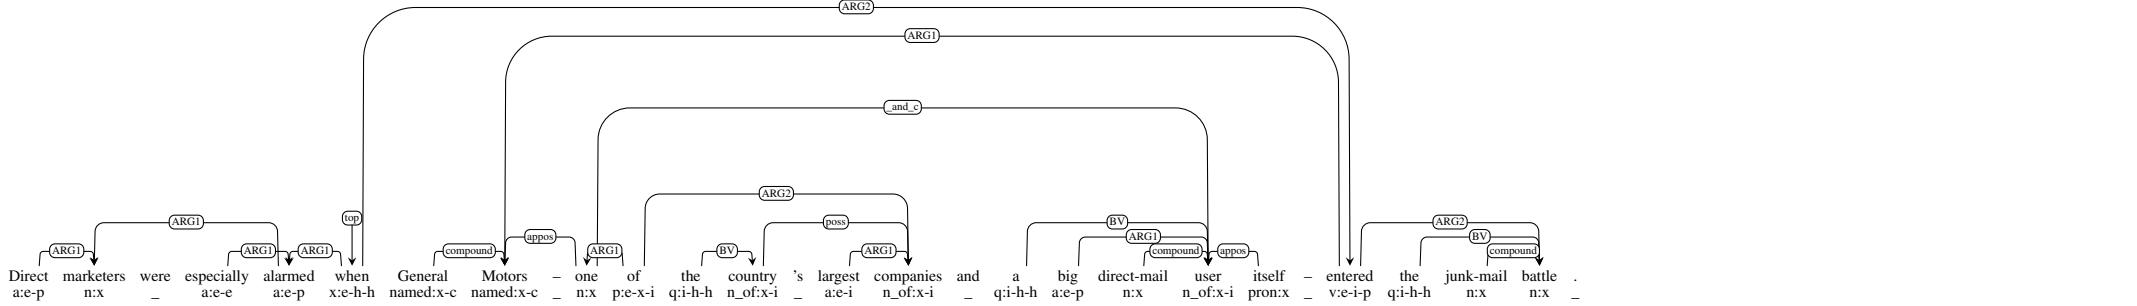 ARG2
ARG1
_and_c
ARG2
top
ARG1 poss BV ARG2
appos ARG1 BV
ARG1 ARG1 ARG1 compound ARG1 BV ARG1 compound appos compound
Direct marketers were especially alarmed when General Motors – one of the country 's largest companies and a big direct-mail user itself – entered the junk-mail battle .
a:e-p n:x _ a:e-e a:e-p x:e-h-h named:x-c named:x-c _ n:x p:e-x-i q:i-h-h n_of:x-i _ a:e-i n_of:x-i _ q:i-h-h a:e-p n:x n_of:x-i pron:x _ v:e-i-p q:i-h-h n:x n:x _